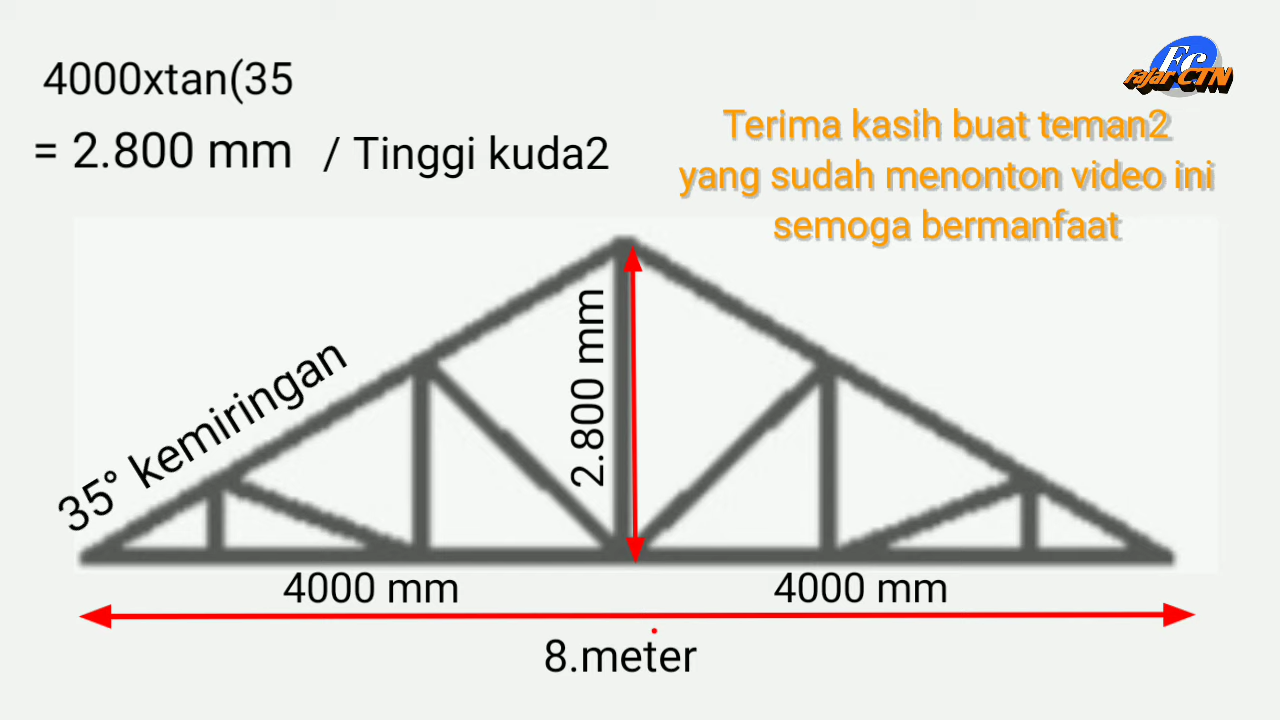 4000xtan(35
= 2.800 mm / Tinggi kuda2
Fc
Fajar CTN
Terima kasih buat teman2
yang sudah menonton video ini
semoga bermanfaat
35° kemiringan
2.800 mm
4000 mm
4000 mm
8.meter